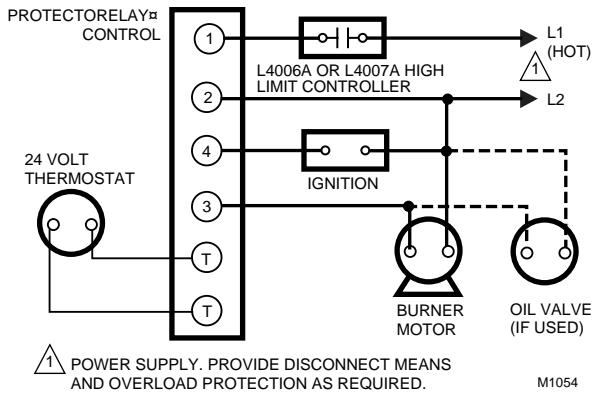 PROTECTORELAY¤
CONTROL
1
L1
(HOT)
1
L4006A OR L4007A HIGH
LIMIT CONTROLLER
2
L2
4
IGNITION
24 VOLT
THERMOSTAT
3
T
T
BURNER
MOTOR
OIL VALVE
(IF USED)
1 POWER SUPPLY. PROVIDE DISCONNECT MEANS
AND OVERLOAD PROTECTION AS REQUIRED.
M1054